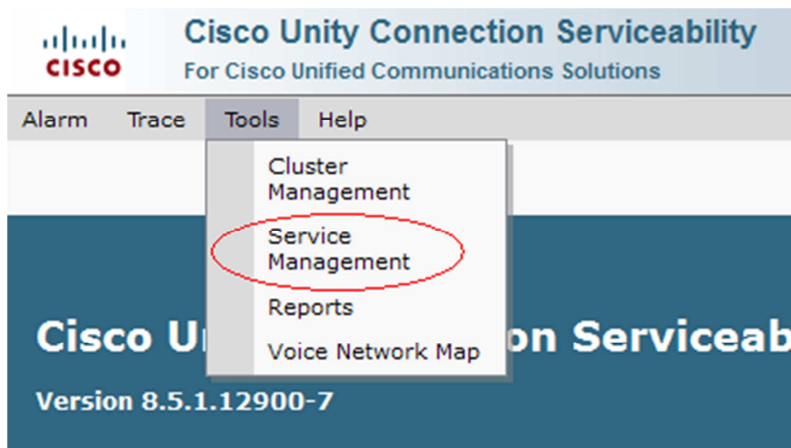 CISCO
Cisco Unity Connection Serviceability
For Cisco Unified Communications Solutions
Alarm Trace Tools Help
Cluster
Management
Service
Management
Reports
Voice Network Map
Cisco U on Serviceab
Version 8.5.1.12900-7